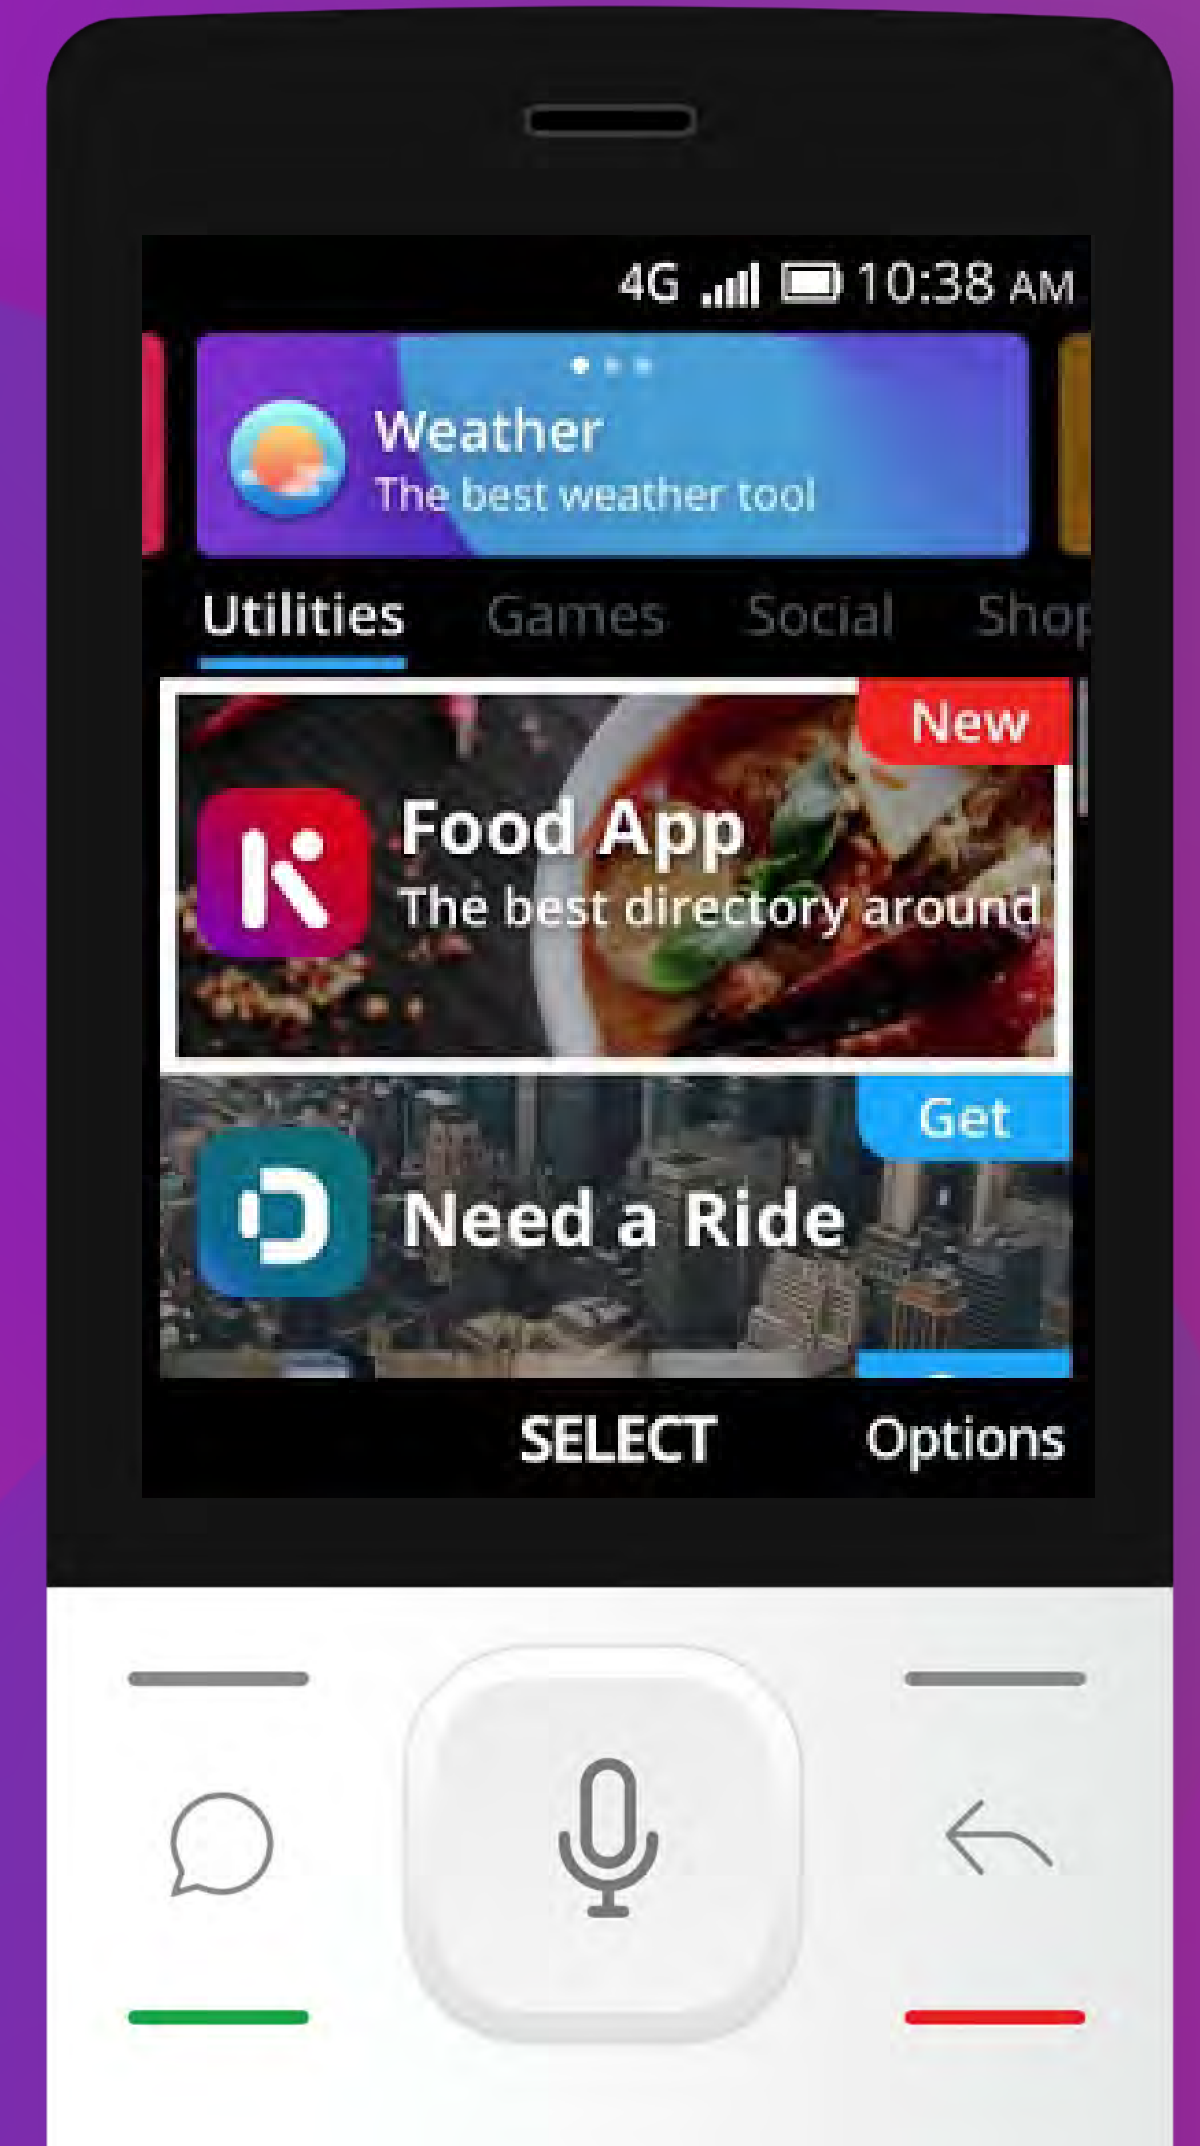 4G 10:38 AM
Weather
The best weather tool
Utilities Games Social Shop
New
Food App
The best directory around
Get
Need a Ride
SELECT Options